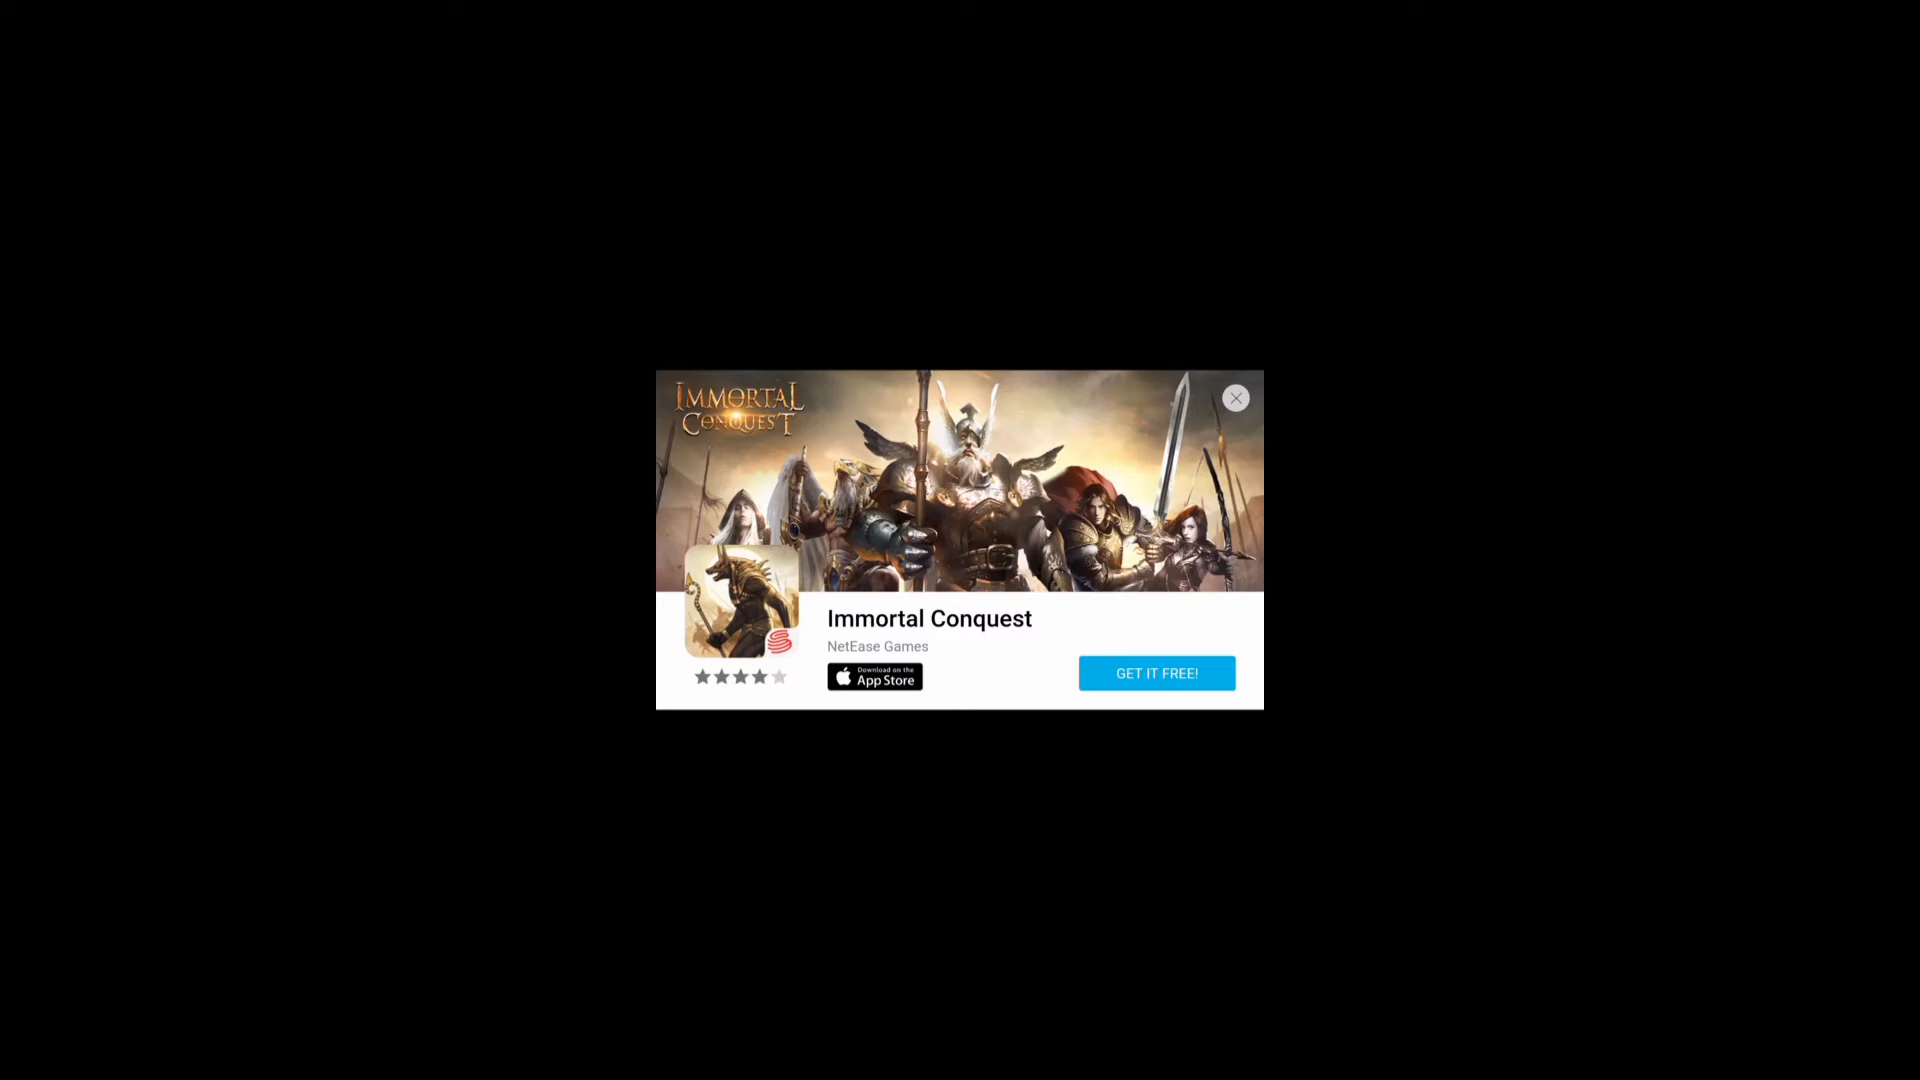 IMMORTAL
CONQUEST
Immortal Conquest
NetEase Games
Download on the
App Store
GET IT FREE!